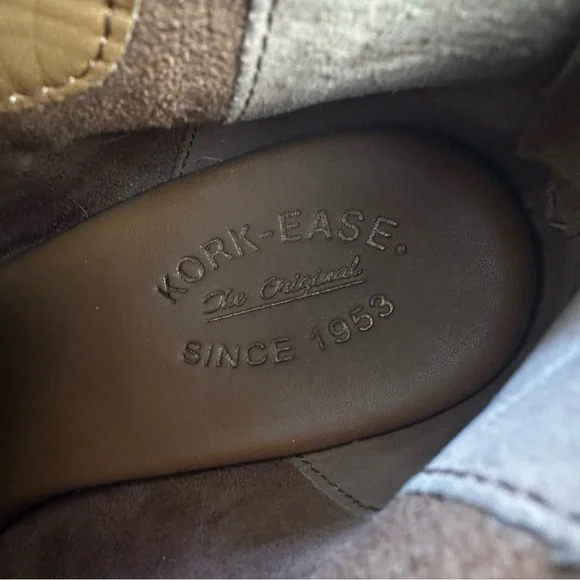 KORK-EASE®
The Original
SINCE 1953